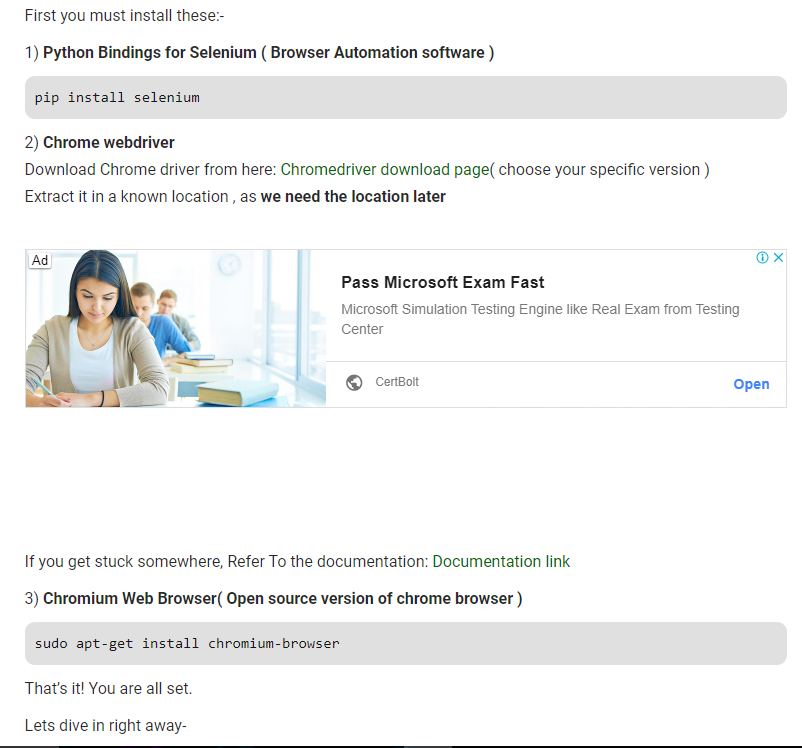 First you must install these:-
1) Python Bindings for Selenium ( Browser Automation software )
pip install selenium
2) Chrome webdriver
Download Chrome driver from here: Chromedriver download page( choose your specific version )
Extract it in a known location , as we need the location later
Ad
Pass Microsoft Exam Fast
Microsoft Simulation Testing Engine like Real Exam from Testing
Center
CertBolt
Open
If you get stuck somewhere, Refer To the documentation: Documentation link
3) Chromium Web Browser( Open source version of chrome browser )
sudo apt-get install chromium-browser
That's it! You are all set.
Lets dive in right away-